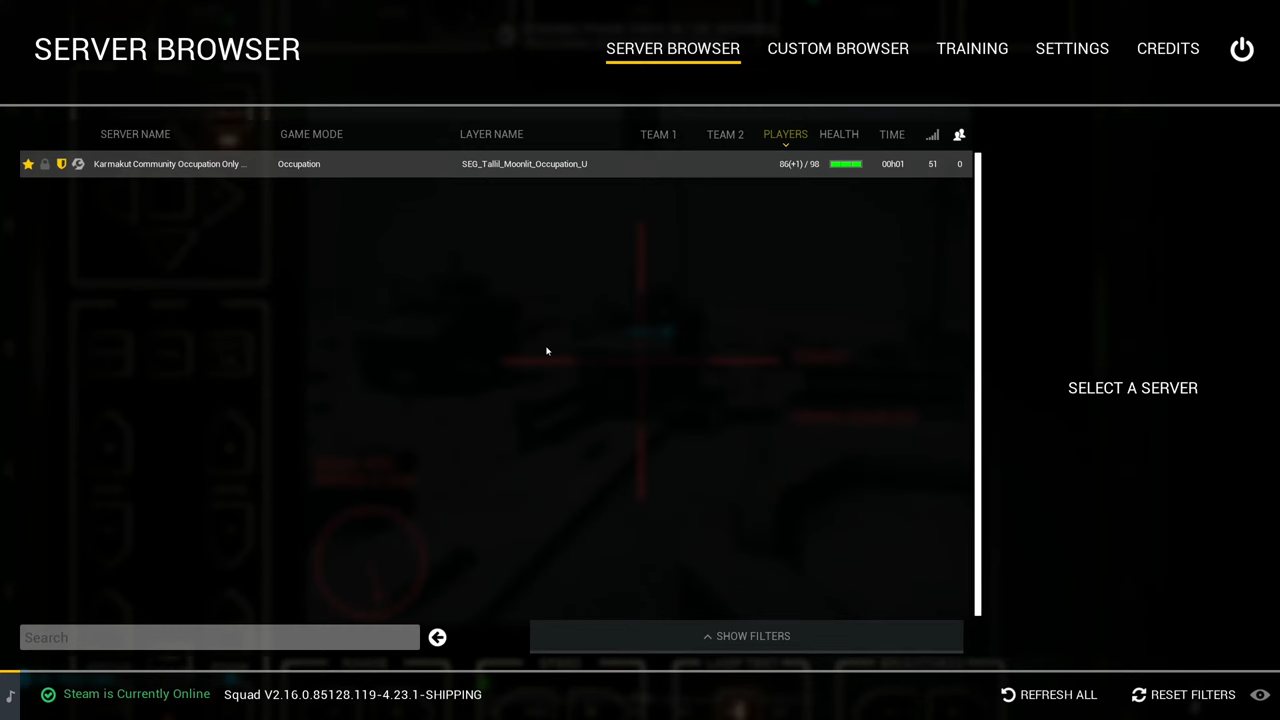 SERVER BROWSER
SERVER BROWSER CUSTOM BROWSER TRAINING SETTINGS CREDITS
SERVER NAME GAME MODE LAYER NAME TEAM 1 TEAM 2 PLAYERS HEALTH TIME
Karmakut Community Occupation Only ... Occupation SEG_Tallil_Moonlit_Occupation_U 86(+1) / 98 00h01 51 0
SELECT A SERVER
Search
SHOW FILTERS
Steam is Currently Online Squad V2.16.0.85128.119-4.23.1-SHIPPING REFRESH ALL RESET FILTERS